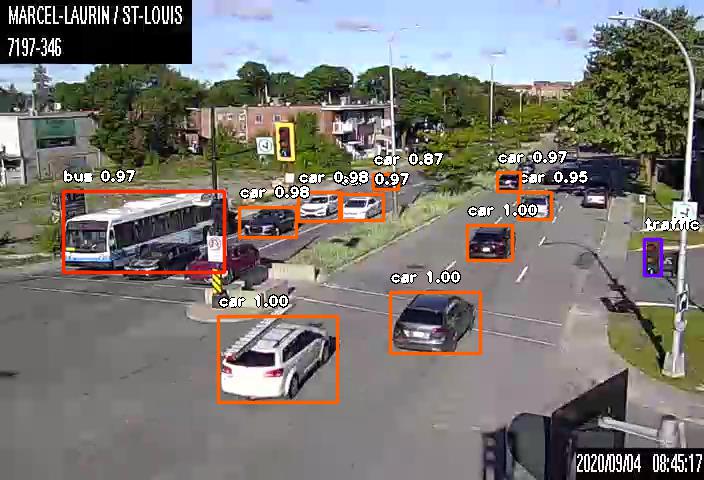 MARCEL-LAURIN / ST-LOUIS
7197-346
car 0.87
bus 0.97
car 0.98
car 0.98
0.97
car 0.97
car 0.95
car 1.00
traffic
car 1.00
car 1.00
2020/09/04 08:45:17